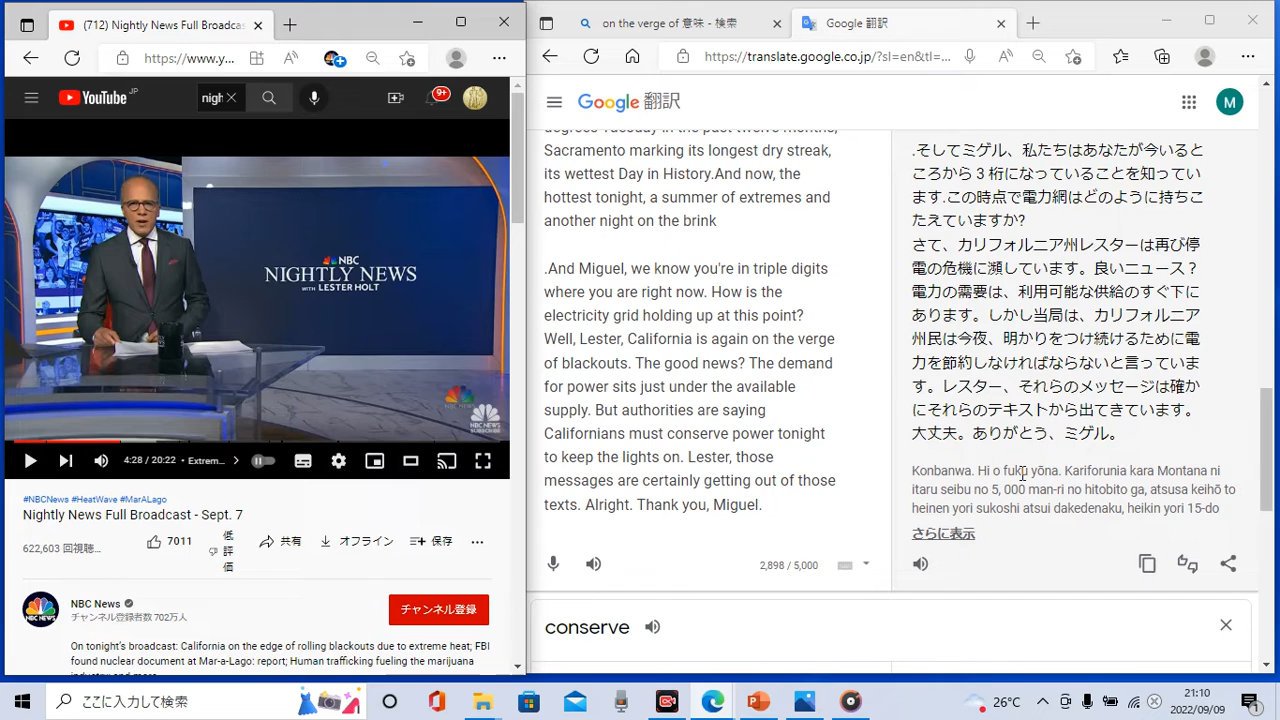 (712) Nightly News Full Broadcas
https://www.y...
YouTube JP
nigh
9+
NBC
NIGHTLY NEWS
WITH LESTER HOLT
NBC NEWS
NBC NEWS
4:28 / 20:22 • Extrem...
#NBCNews #HeatWave #MarALago
Nightly News Full Broadcast - Sept. 7
622,603 回視聴...
7011
低評価
共有
オフライン
保存
NBC News
チャンネル登録者数 702万人
チャンネル登録
On tonight's broadcast: California on the edge of rolling blackouts due to extreme heat; FBI
found nuclear document at Mar-a-Lago: report; Human trafficking fueling the marijuana
industry; and more.
on the verge of 意味 - 検索
Google 翻訳
https://translate.google.co.jp/?sl=en&tl=...
Google 翻訳
M
degrees Tuesday in the past twelve months,
Sacramento marking its longest dry streak,
its wettest Day in History.And now, the
hottest tonight, a summer of extremes and
another night on the brink
.And Miguel, we know you're in triple digits
where you are right now. How is the
electricity grid holding up at this point?
Well, Lester, California is again on the verge
of blackouts. The good news? The demand
for power sits just under the available
supply. But authorities are saying
Californians must conserve power tonight
to keep the lights on. Lester, those
messages are certainly getting out of those
texts. Alright. Thank you, Miguel.
2,898 / 5,000
.そしてミゲル、私たちはあなたが今いると
ころから 3 桁になっていることを知ってい
ます.この時点で電力網はどのように持ちこ
たえていますか?
さて、カリフォルニア州レスターは再び停
電の危機に瀕しています。良いニュース？
電力の需要は、利用可能な供給のすぐ下に
あります。しかし当局は、カリフォルニア
州民は今夜、明かりをつけ続けるために電
力を節約しなければならないと言っていま
す。レスター、それらのメッセージは確か
にそれらのテキストから出てきています。
大丈夫。ありがとう、ミゲル。
Konbanwa. Hi o fuku yōna. Kariforunia kara Montana ni
itaru seibu no 5, 000 man-ri no hitobito ga, atsusa keihō to
heinen yori sukoshi atsui dakedenaku, heikin yori 15-do
さらに表示
conserve
ここに入力して検索
26°C
21:10
2022/09/09
1